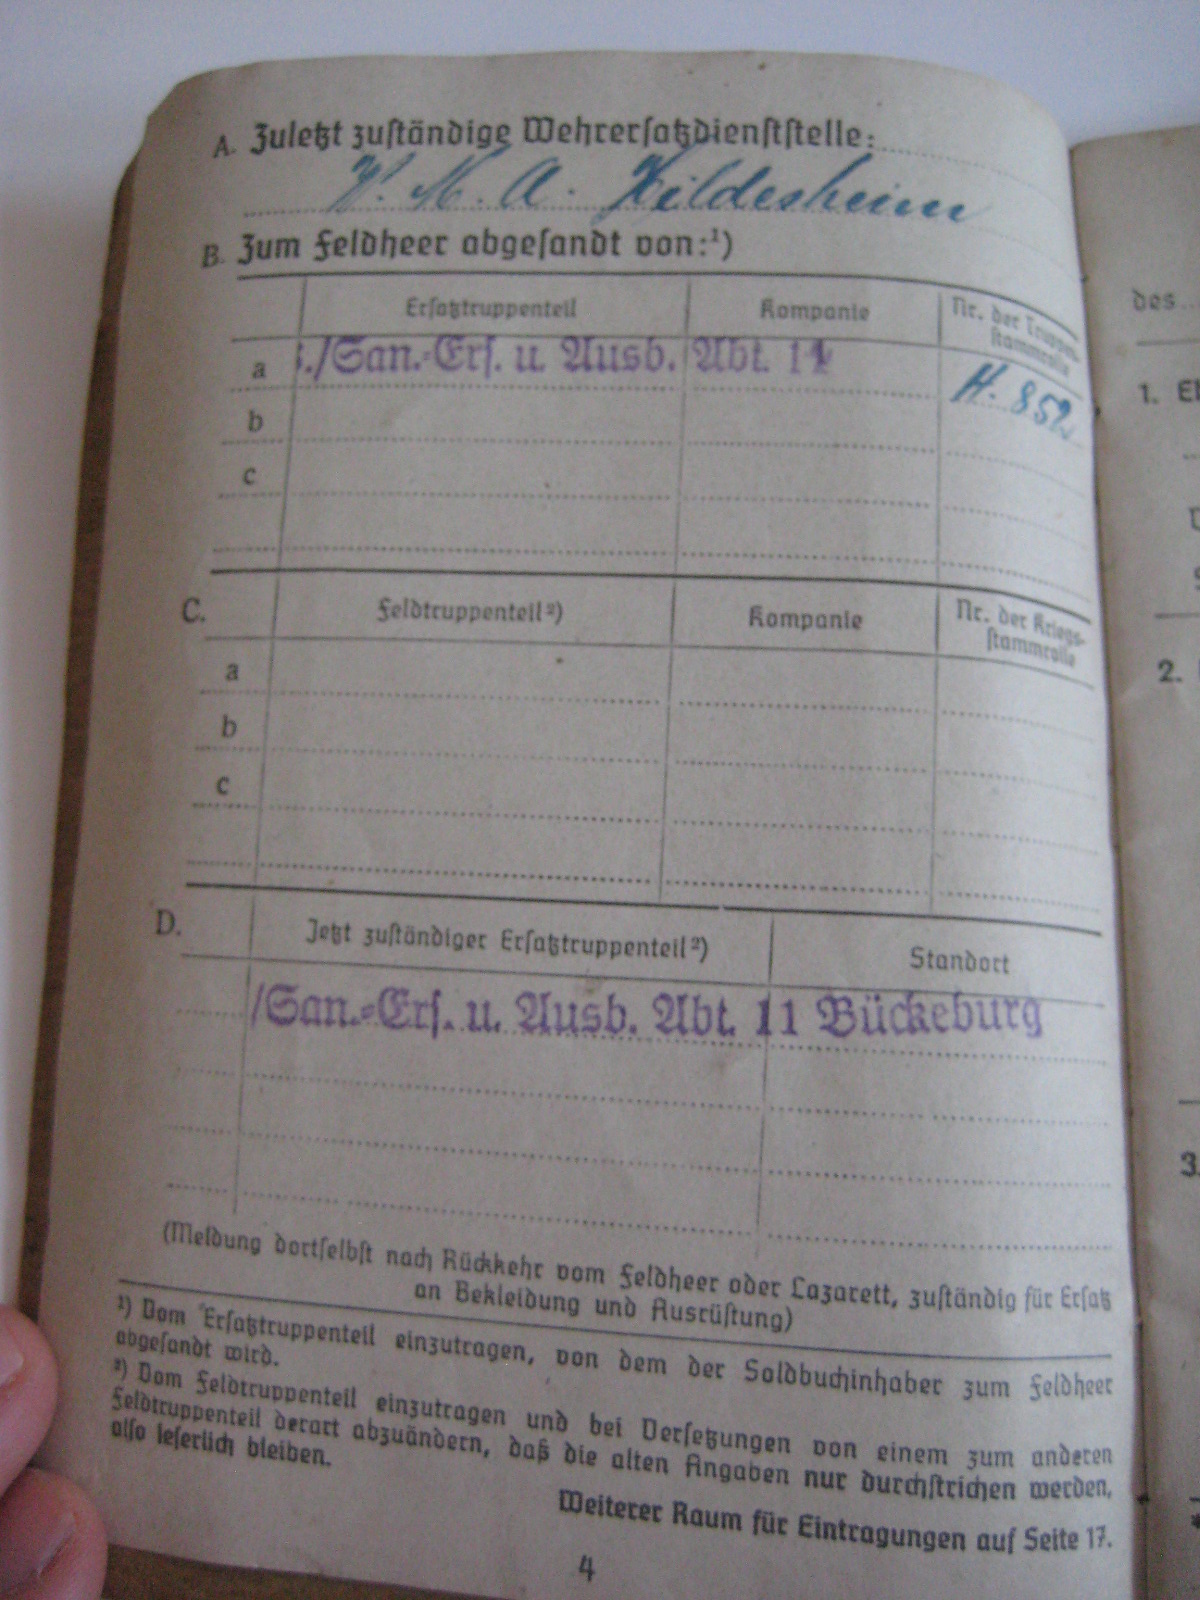 A. Zuletzt zuständige Wehrersatzdienststelle:
W. M. A. Hildesheim
B. Zum Feldheer abgesandt von:¹)
Ersatztruppenteil Kompanie Nr. der Truppen-
stammrolle
a ./San.-Ers. u. Ausb. Abt. 11 H. 852
b
c
C. Feldtruppenteil²) Kompanie Nr. der Kriegs-
stammrolle
a
b
c
D. Jetzt zuständiger Ersatztruppenteil²) Standort
/San.-Ers. u. Ausb. Abt. 11 Bückeburg
(Meldung dortselbst nach Rückkehr vom Feldheer oder Lazarett, zuständig für Ersatz
an Bekleidung und Ausrüstung)
¹) Vom Ersatztruppenteil einzutragen, von dem der Soldbuchinhaber zum Feldheer
abgesandt wird.
²) Vom Feldtruppenteil einzutragen und bei Versetzungen von einem zum anderen
Feldtruppenteil derart abzuändern, daß die alten Angaben nur durchstrichen werden,
also leserlich bleiben.
Weiterer Raum für Eintragungen auf Seite 17.
4
des
1.
2.
3.